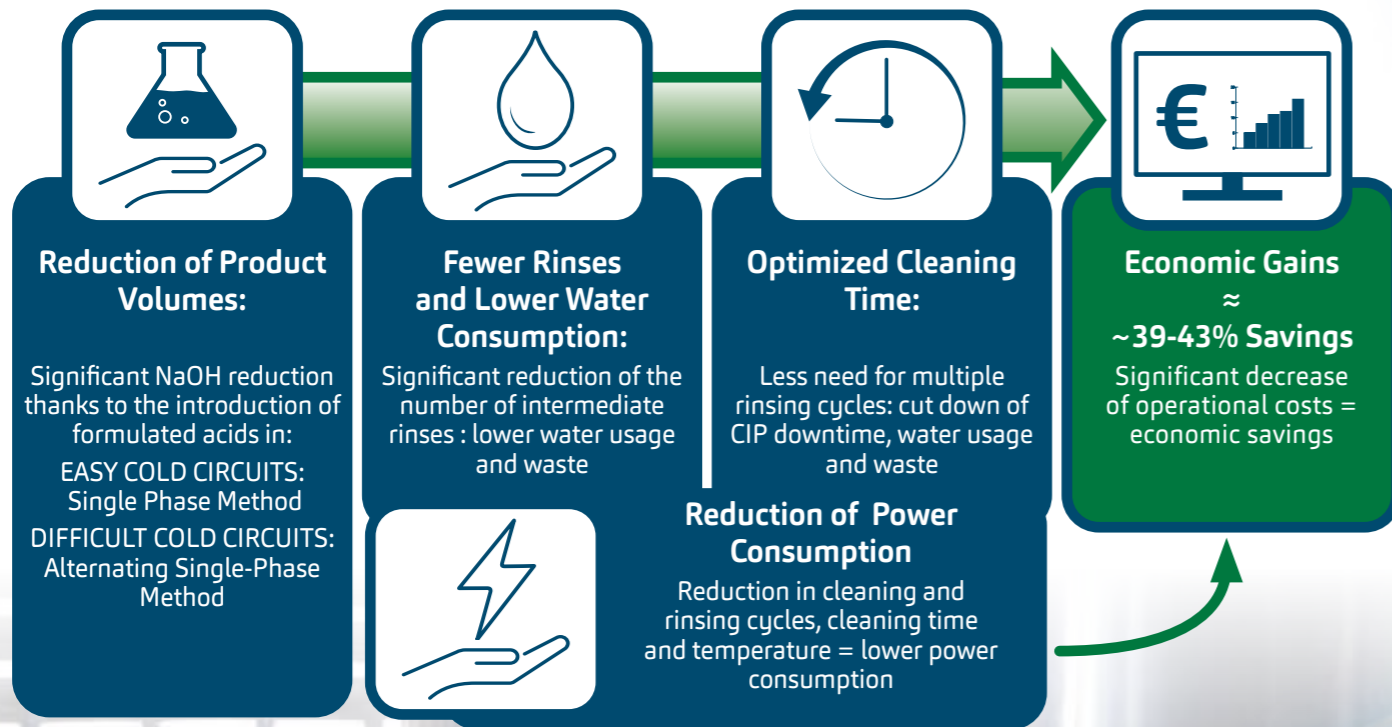 €
Reduction of Product
Volumes:
Significant NaOH reduction
thanks to the introduction of
formulated acids in:
EASY COLD CIRCUITS:
Single Phase Method
DIFFICULT COLD CIRCUITS:
Alternating Single-Phase
Method
Fewer Rinses
and Lower Water
Consumption:
Significant reduction of the
number of intermediate
rinses : lower water usage
and waste
Optimized Cleaning
Time:
Less need for multiple
rinsing cycles: cut down of
CIP downtime, water usage
and waste
Reduction of Power
Consumption
Reduction in cleaning and
rinsing cycles, cleaning time
and temperature = lower power
consumption
Economic Gains
≈
~39-43% Savings
Significant decrease
of operational costs =
economic savings